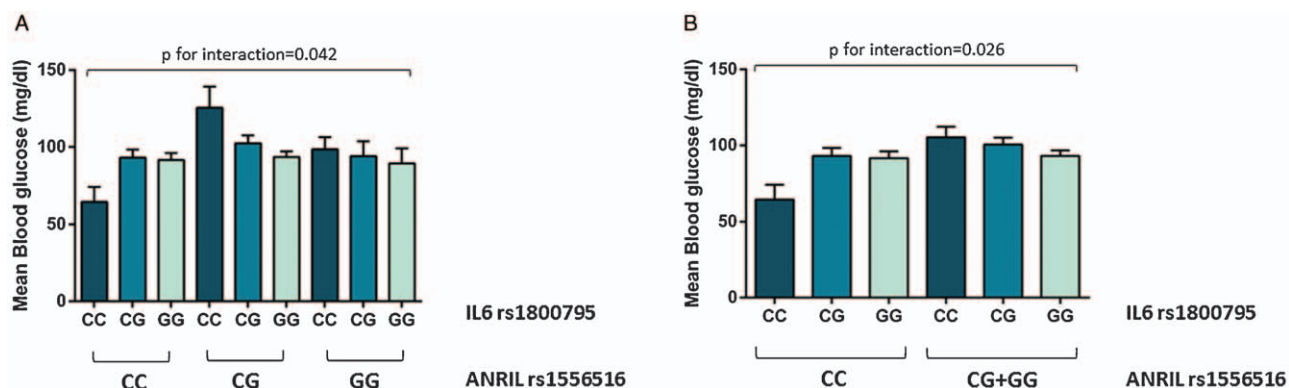 A
p for interaction=0.042
Mean Blood glucose (mg/dl)
150
100
50
0
CC CG GG CC CG GG CC CG GG
IL6 rs1800795
CC CG GG
ANRIL rs1556516
B
p for interaction=0.026
Mean Blood glucose (mg/dl)
150
100
50
0
CC CG GG CC CG GG
IL6 rs1800795
CC CG+GG
ANRIL rs1556516